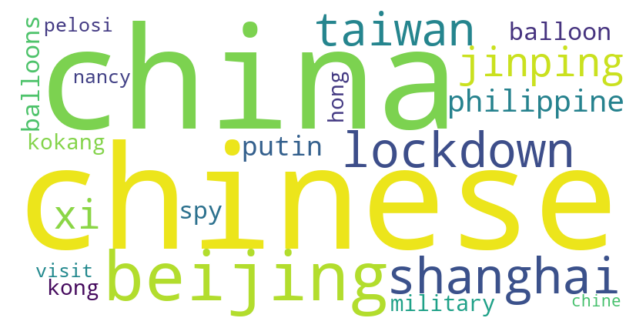 pelosi
taiwan
balloon
balloons
china
nancy
hong
jinping
philippine
kokang
putin
lockdown
chinese
xi
spy
beijing
shanghai
visit
kong
military
chine